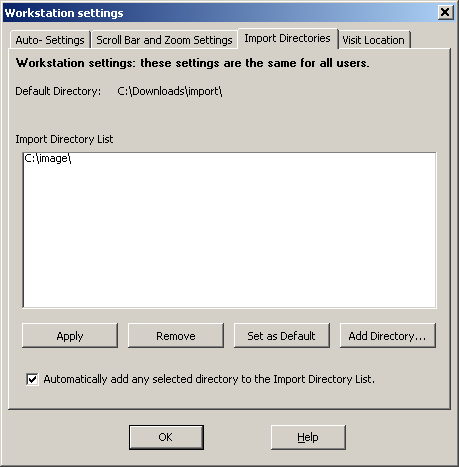 Workstation settings
Auto- Settings Scroll Bar and Zoom Settings Import Directories Visit Location
Workstation settings: these settings are the same for all users.
Default Directory: C:\Downloads\import\
Import Directory List
C:\image\
Apply Remove Set as Default Add Directory...
Automatically add any selected directory to the Import Directory List.
OK Help